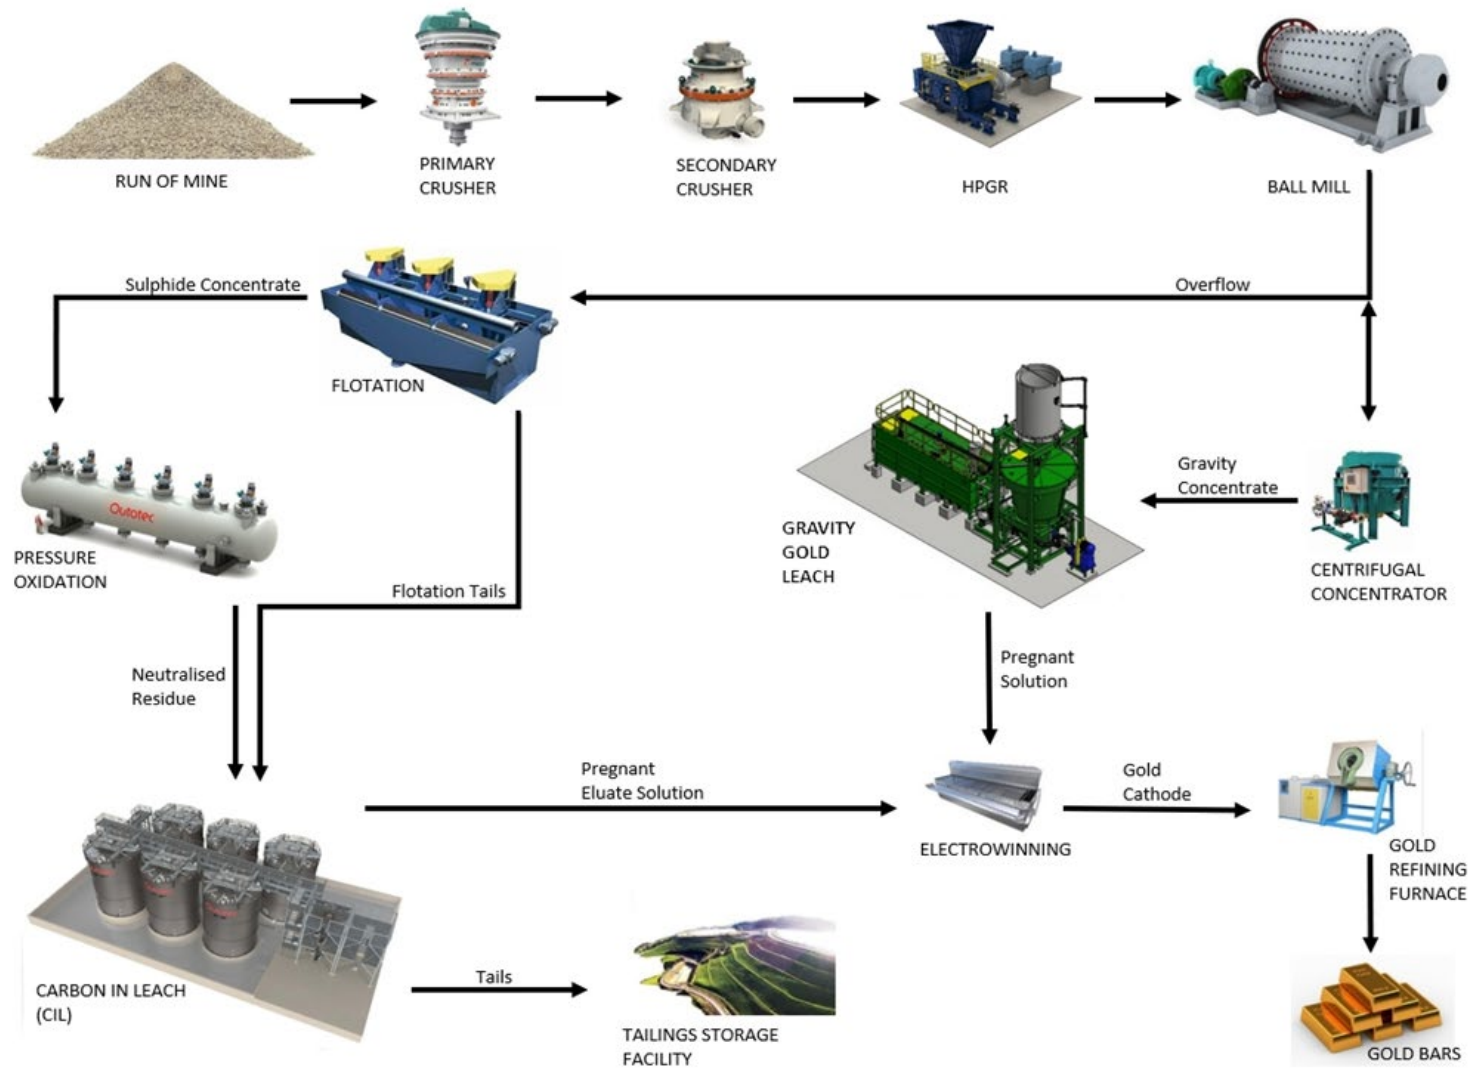 RUN OF MINE
PRIMARY
CRUSHER
SECONDARY
CRUSHER
HPGR
BALL MILL
Sulphide Concentrate
Overflow
FLOTATION
Gravity
Concentrate
Outotec
PRESSURE
OXIDATION
GRAVITY
GOLD
LEACH
CENTRIFUGAL
CONCENTRATOR
Flotation Tails
Neutralised
Residue
Pregnant
Solution
Pregnant
Eluate Solution
Gold
Cathode
ELECTROWINNING
GOLD
REFINING
FURNACE
CARBON IN LEACH
(CIL)
Tails
TAILINGS STORAGE
FACILITY
GOLD BARS